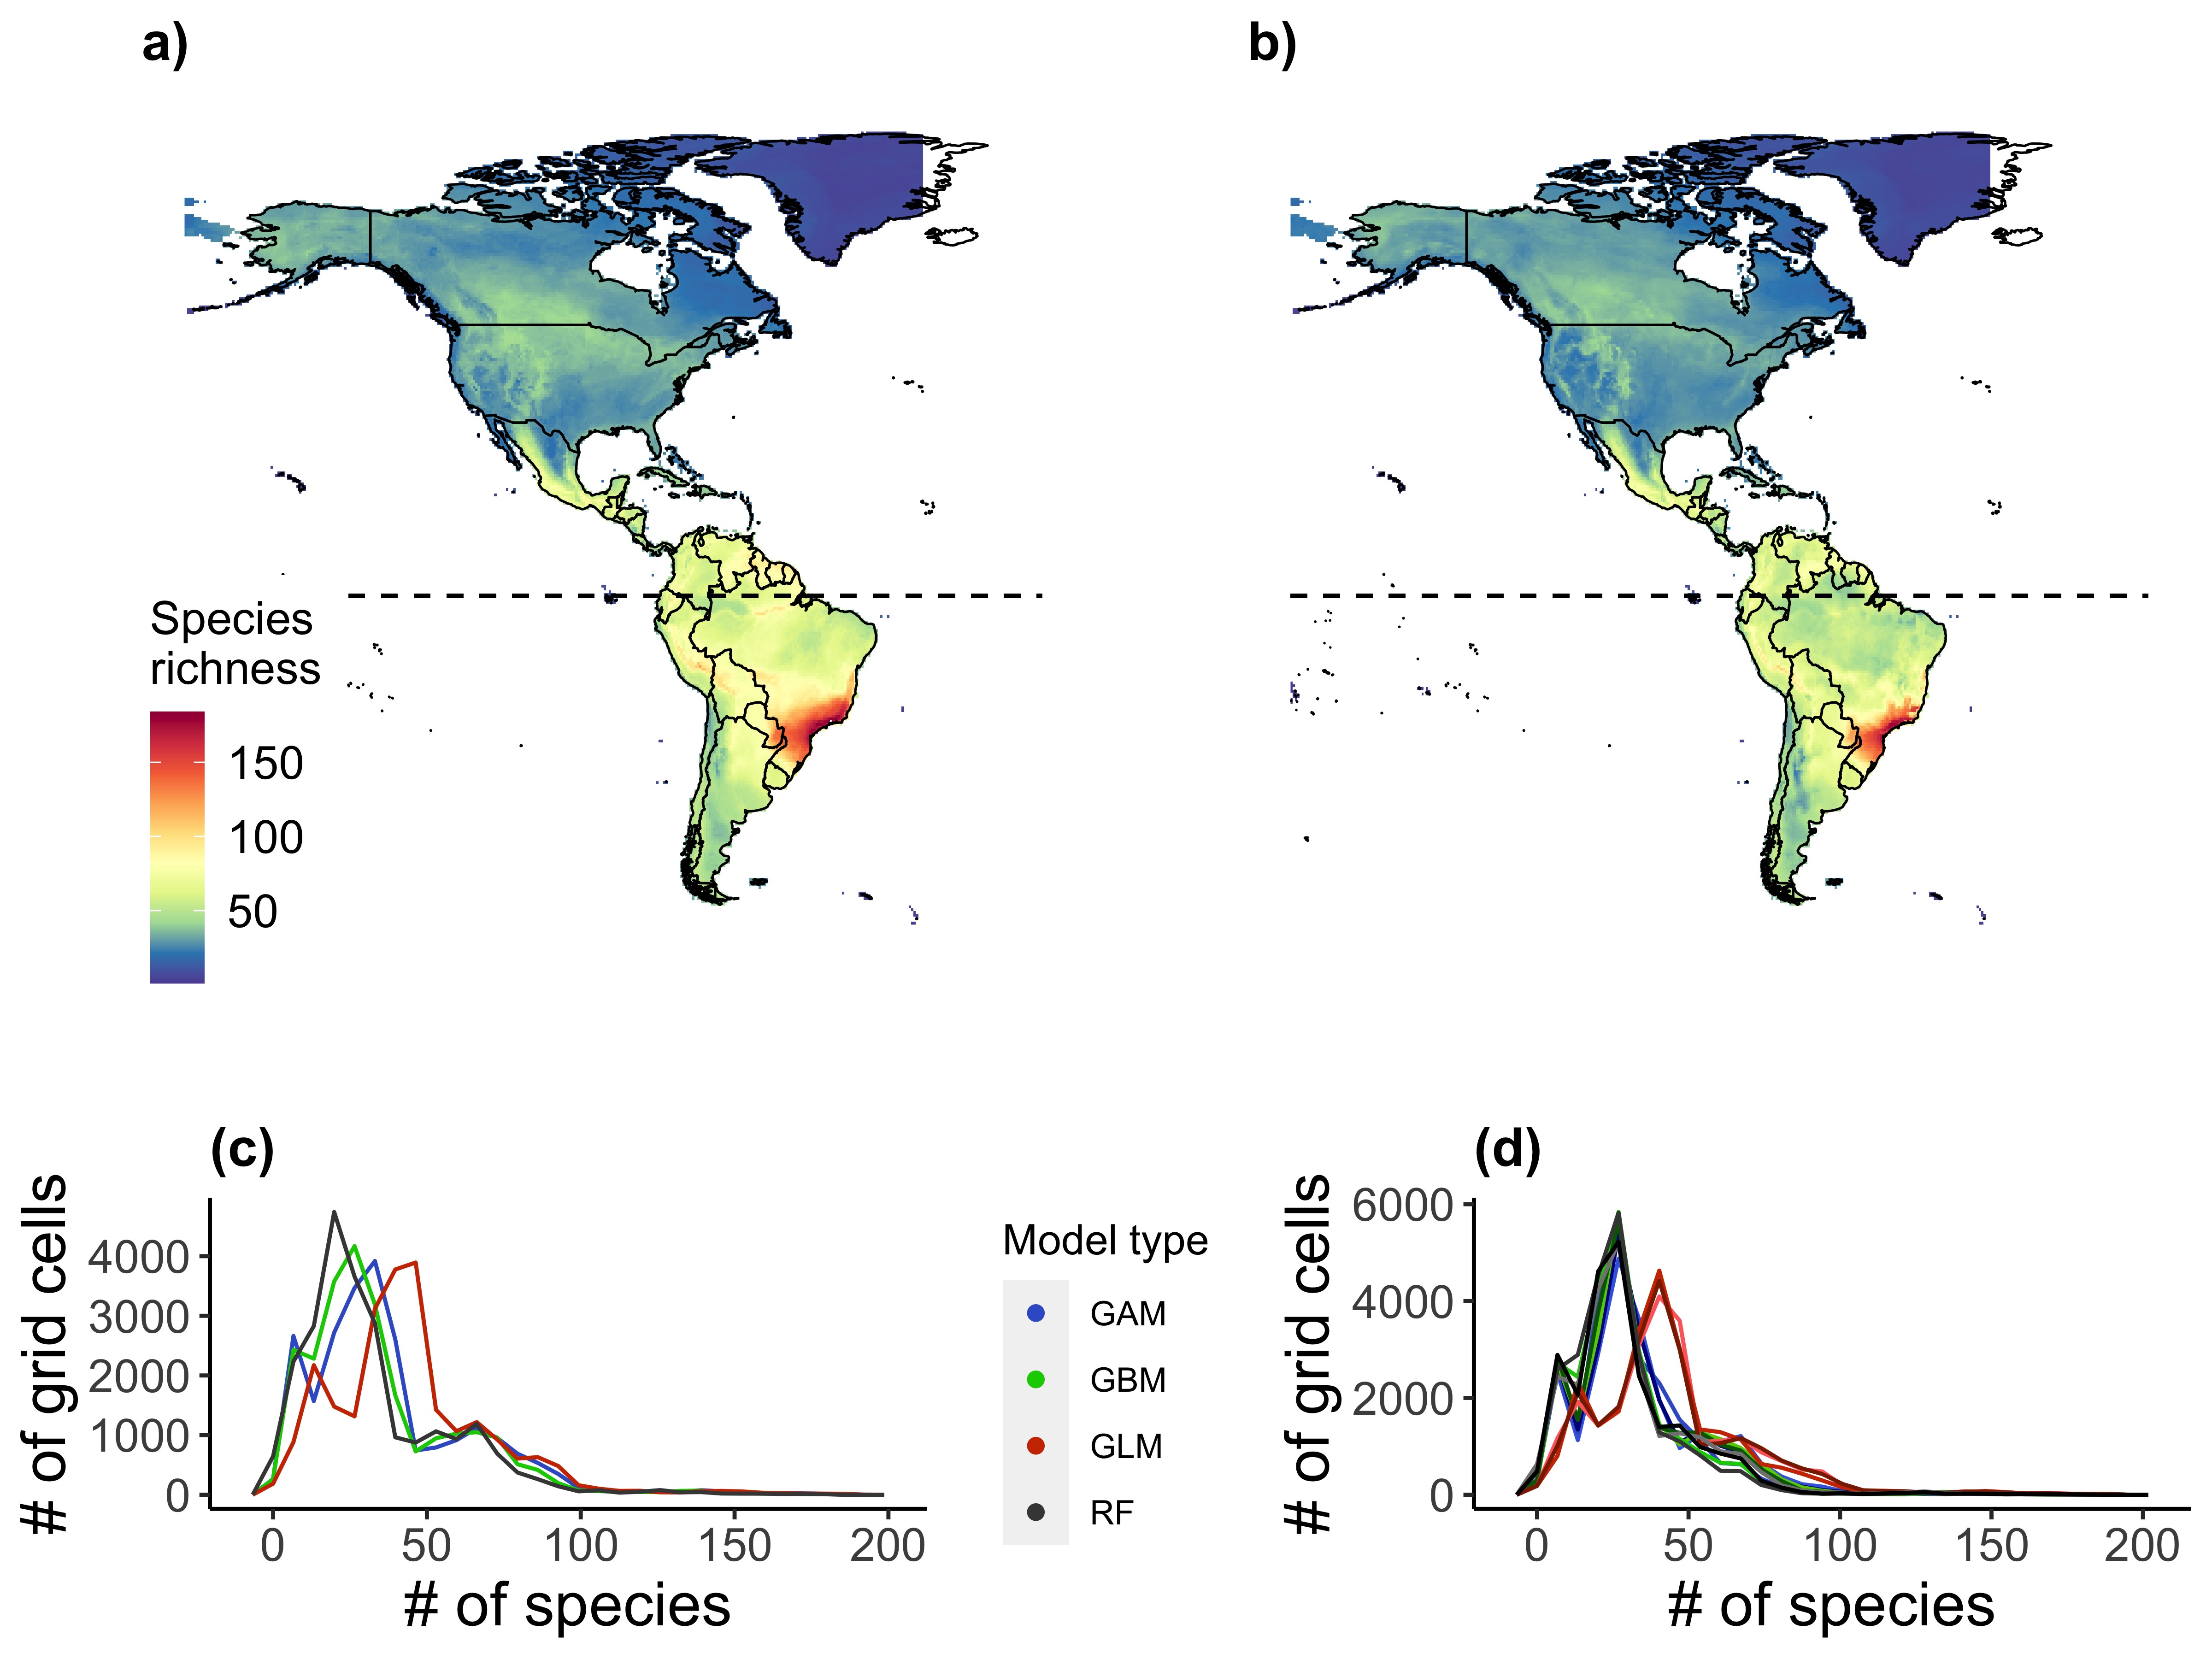 a)
b)
Species
richness
150
100
50
(c)
# of grid cells
4000
3000
2000
1000
0
0 50 100 150 200
# of species
Model type
GAM
GBM
GLM
RF
(d)
# of grid cells
6000
4000
2000
0
0 50 100 150 200
# of species